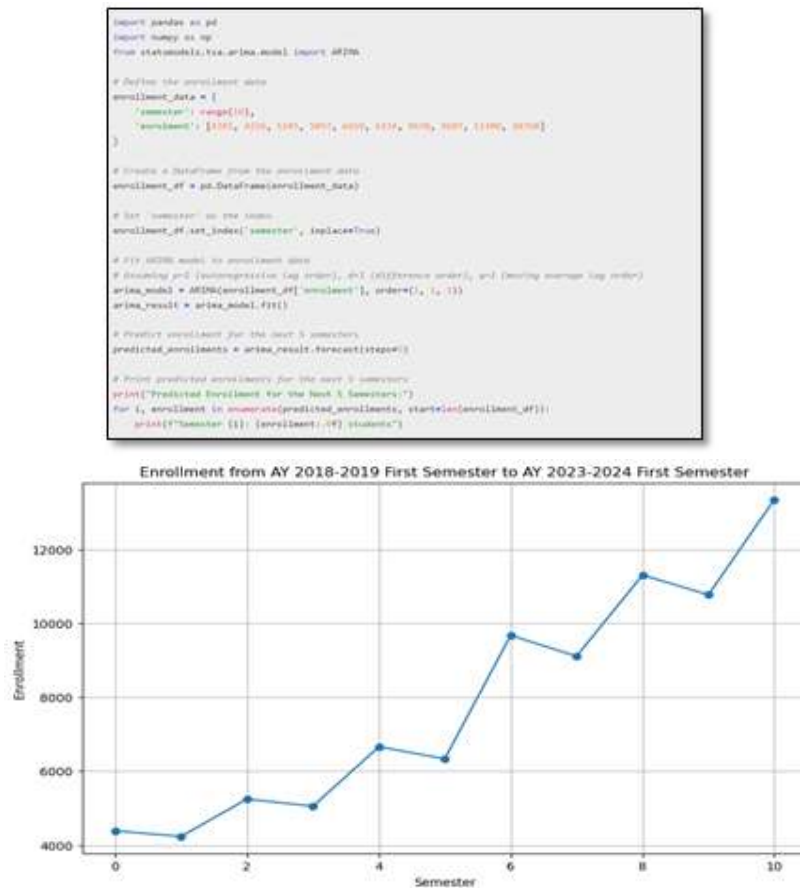 import pandas as pd
import numpy as np
from statsmodels.tsa.arima.model import ARIMA
# Define the enrollment data
enrollment_data = {
'semester': range(10),
'enrolment': [
}
# Create a DataFrame from the enrollment data
enrollment_df = pd.DataFrame(enrollment_data)
# Set 'semester' as the index
enrollment_df.set_index('semester', inplace=True)
# Fit ARIMA model to enrollment data
# Assuming p=1 (autoregressive lag order), d=1 (difference order), q=1 (moving average lag order)
arima_model = ARIMA(enrollment_df['enrolment'], order=(1, 1, 1))
arima_result = arima_model.fit()
# Predict enrollment for the next 5 semesters
predicted_enrollments = arima_result.forecast(steps=5)
# Print predicted enrollments for the next 5 semesters
print("Predicted Enrollment for the Next 5 Semesters:")
for i, enrollment in enumerate(predicted_enrollments, start=len(enrollment_df)):
print(f"Semester {i}: {enrollment:.0f} students")
Enrollment from AY 2018-2019 First Semester to AY 2023-2024 First Semester
12000
10000
8000
6000
4000
Enrollment
0 2 4 6 8 10
Semester